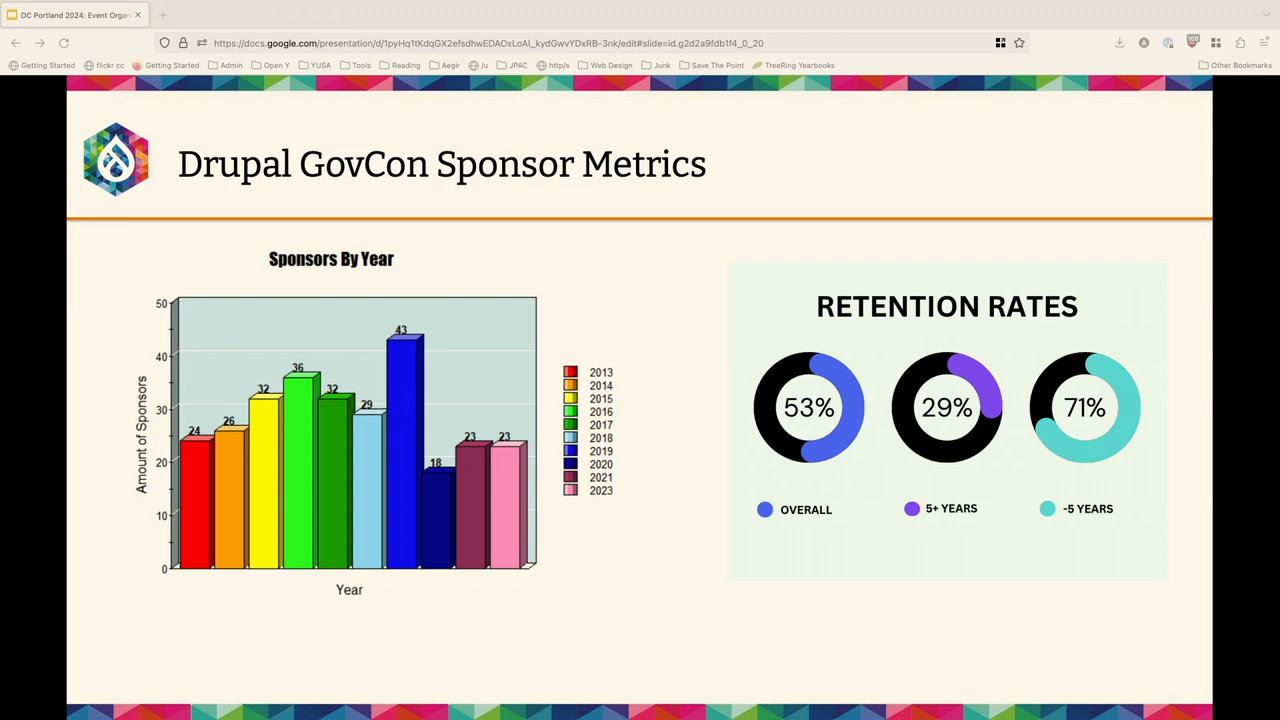 DC Portland 2024: Event Organ
https://docs.google.com/presentation/d/1pyHq1tKdqGX2efsdhwEDAOxLoAl_kydGwvYDxRB-3nk/edit#slide=id.g2d2a9fdb1f4_0_20
Getting Started flickr cc Getting Started Admin Open Y YUSA Tools Reading Aegir /u JPAC http/s Web Design Junk Save The Point TreeRing Yearbooks Other Bookmarks
Drupal GovCon Sponsor Metrics
Sponsors By Year
Amount of Sponsors
50
40
30
20
10
0
24 26 32 36 32 29 43 18 23 23
Year
2013
2014
2015
2016
2017
2018
2019
2020
2021
2023
RETENTION RATES
53% 29% 71%
OVERALL 5+ YEARS -5 YEARS